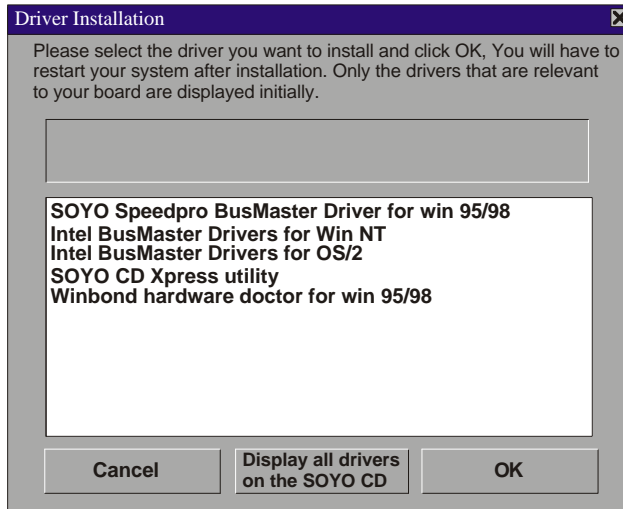 Driver Installation
Please select the driver you want to install and click OK, You will have to
restart your system after installation. Only the drivers that are relevant
to your board are displayed initially.
SOYO Speedpro BusMaster Driver for win 95/98
Intel BusMaster Drivers for Win NT
Intel BusMaster Drivers for OS/2
SOYO CD Xpress utility
Winbond hardware doctor for win 95/98
Cancel
Display all drivers
on the SOYO CD
OK